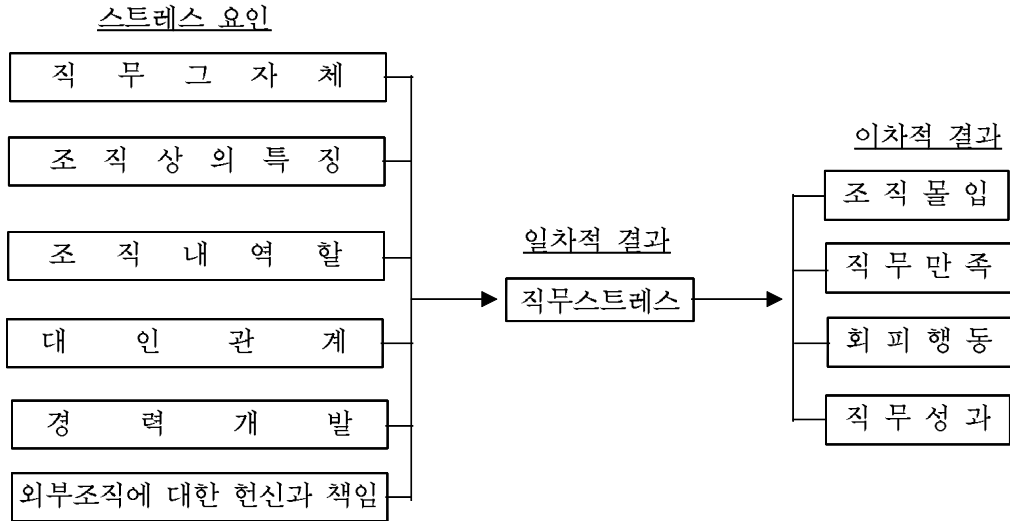 스트레스 요인
직 무 그 자 체
조 직 상 의 특 징
조 직 내 역 할
대 인 관 계
경 력 개 발
외부조직에 대한 헌신과 책임
일차적 결과
직무스트레스
이차적 결과
조 직 몰 입
직 무 만 족
회 피 행 동
직 무 성 과